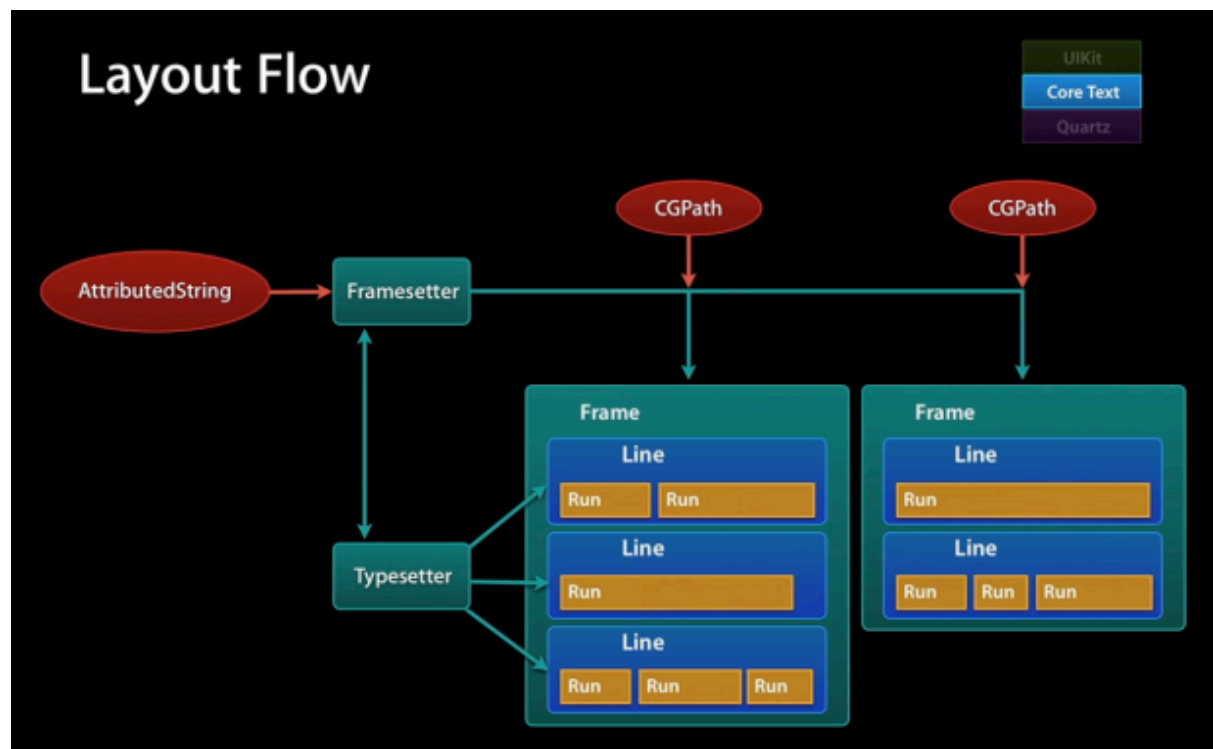 Layout Flow
UIKit
Core Text
Quartz
CGPath
CGPath
AttributedString
Framesetter
Typesetter
Frame
Line
Run Run
Line
Run
Line
Run Run Run
Frame
Line
Run
Line
Run Run Run